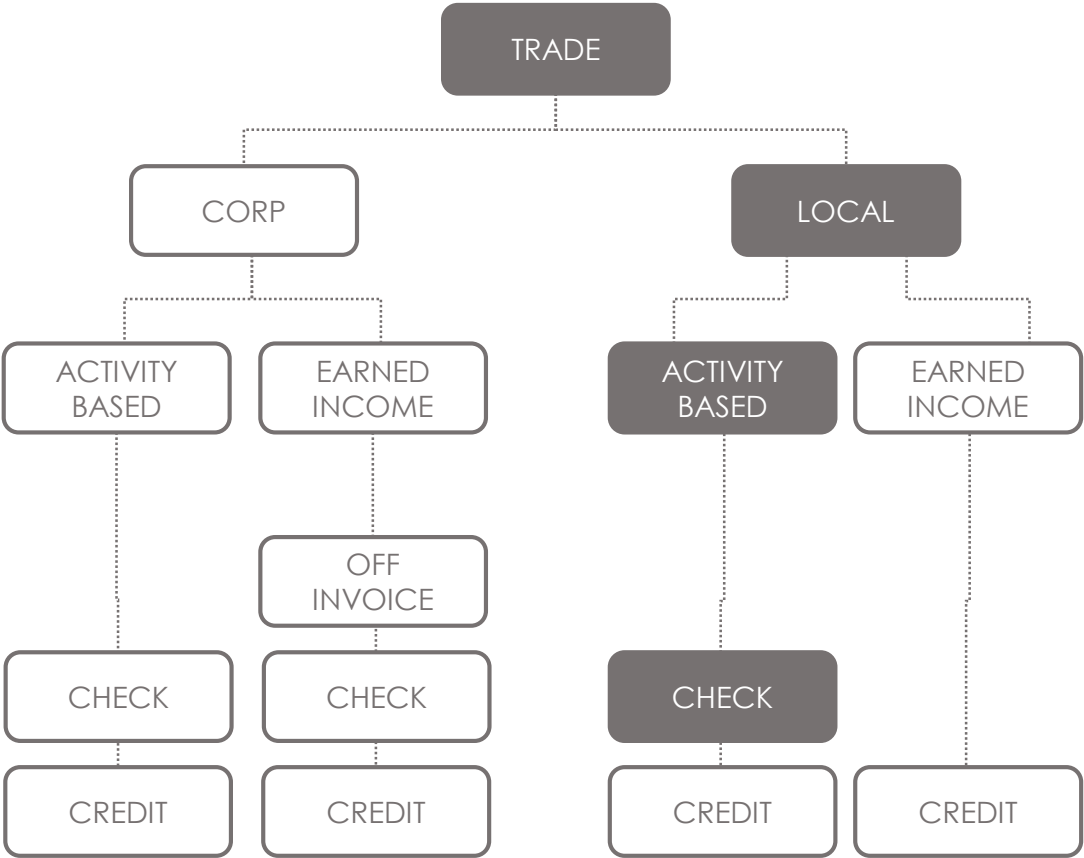 TRADE
CORP
LOCAL
ACTIVITY
BASED
EARNED
INCOME
ACTIVITY
BASED
EARNED
INCOME
OFF
INVOICE
CHECK
CHECK
CHECK
CREDIT
CREDIT
CREDIT
CREDIT